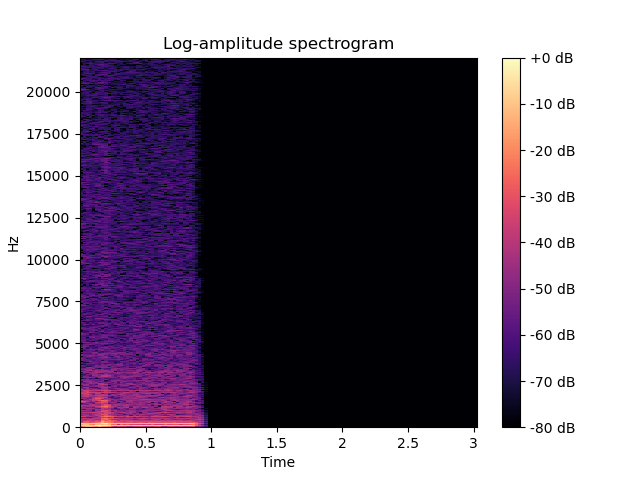 Log-amplitude spectrogram
Hz
20000
17500
15000
12500
10000
7500
5000
2500
0
0 0.5 1 1.5 2 2.5 3
Time
+0 dB
-10 dB
-20 dB
-30 dB
-40 dB
-50 dB
-60 dB
-70 dB
-80 dB